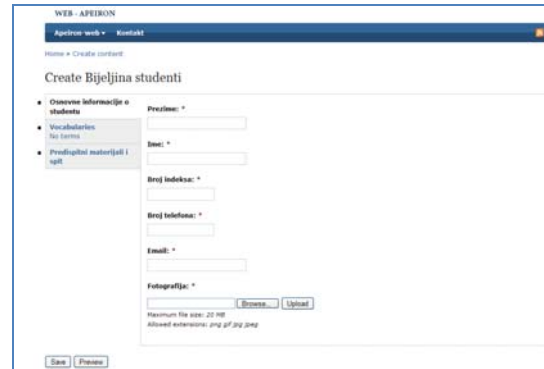 WEB - APEIRON
Apeiron-web Kontakt
Home » Create content
Create Bijeljina studenti
Osnovne informacije o
studentu
Vocabularies
No terms
Predispitni materijali i
spit
Prezime: *
Ime: *
Broj indeksa: *
Broj telefona: *
Email: *
Fotografija: *
Browse... Upload
Maximum file size: 20 MB
Allowed extensions: png gif jpg jpeg
Save Preview